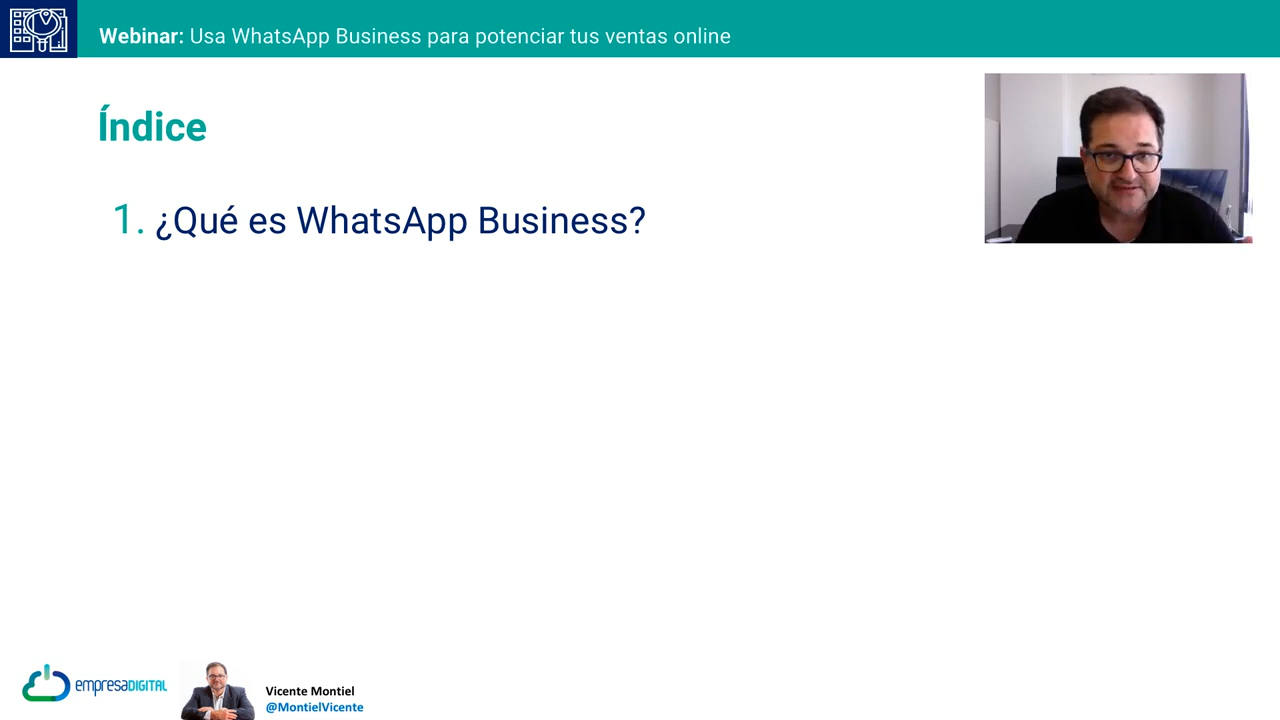 Webinar: Usa WhatsApp Business para potenciar tus ventas online
Índice
1. ¿Qué es WhatsApp Business?
empresaDIGITAL
Vicente Montiel
@MontielVicente